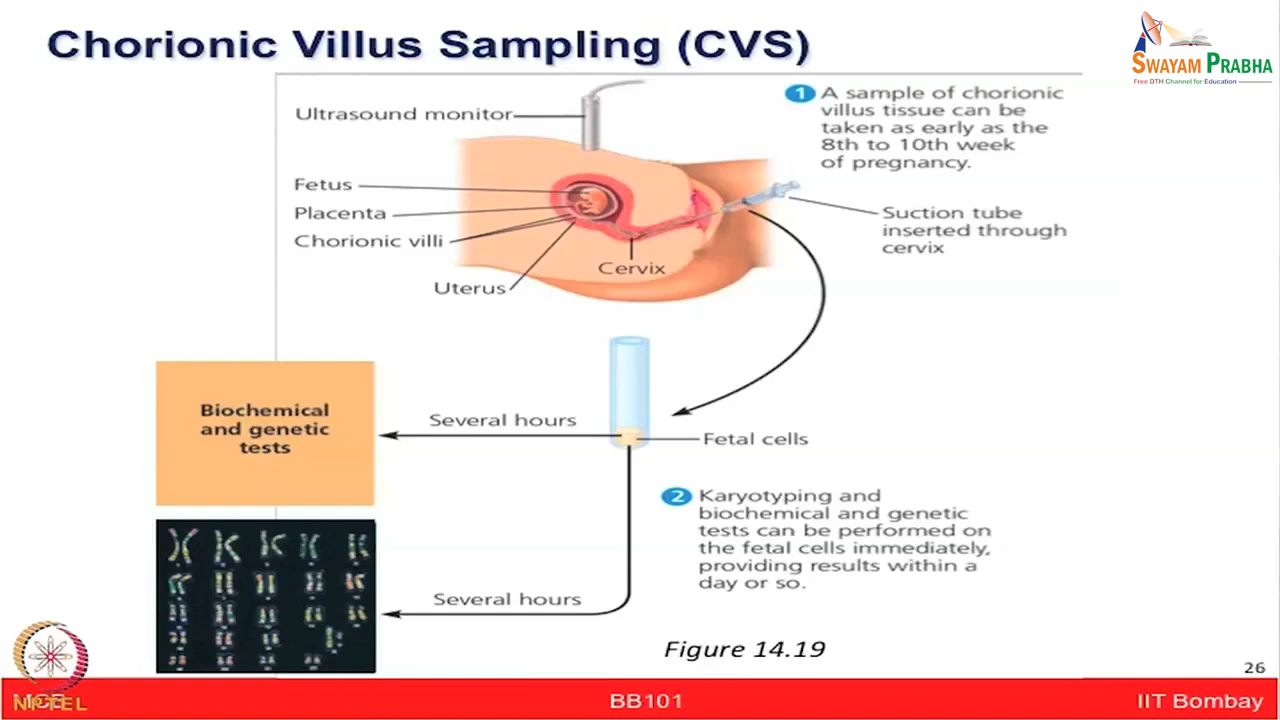 Chorionic Villus Sampling (CVS)
SWAYAM PRABHA
Free DTH Channel for Education
Ultrasound monitor
Fetus
Placenta
Chorionic villi
Uterus
Cervix
1 A sample of chorionic
villus tissue can be
taken as early as the
8th to 10th week
of pregnancy.
Suction tube
inserted through
cervix
Biochemical
and genetic
tests
Several hours
Fetal cells
2 Karyotyping and
biochemical and genetic
tests can be performed on
the fetal cells immediately,
providing results within a
day or so.
Several hours
Figure 14.19
26
NPTEL
BB101
IIT Bombay